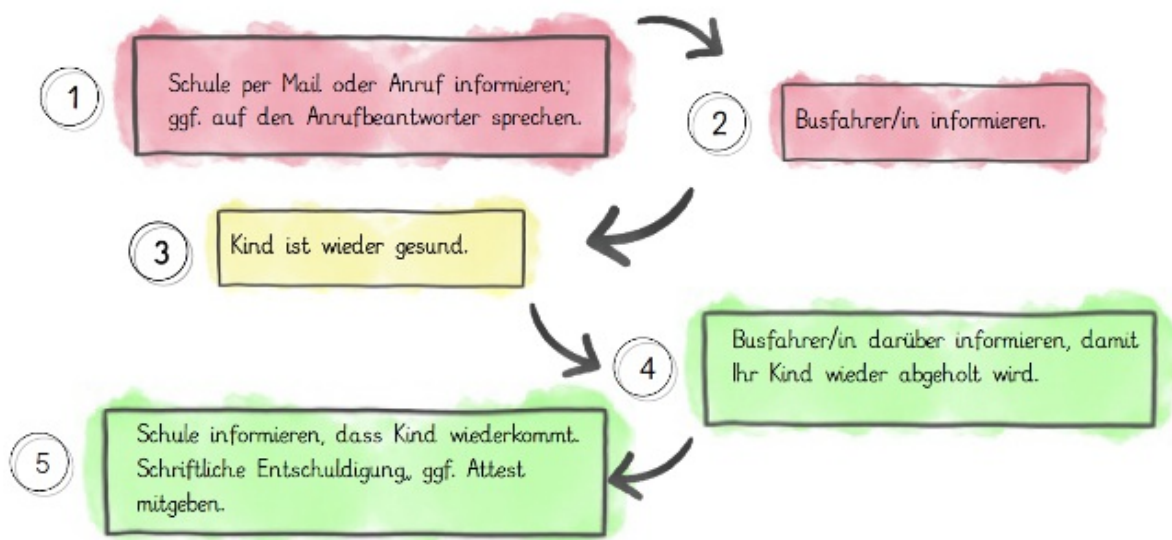 1
Schule per Mail oder Anruf informieren;
ggf. auf den Anrufbeantworter sprechen.
2
Busfahrer/in informieren.
3
Kind ist wieder gesund.
4
Busfahrer/in darüber informieren, damit
Ihr Kind wieder abgeholt wird.
5
Schule informieren, dass Kind wiederkommt.
Schriftliche Entschuldigung, ggf. Attest
mitgeben.